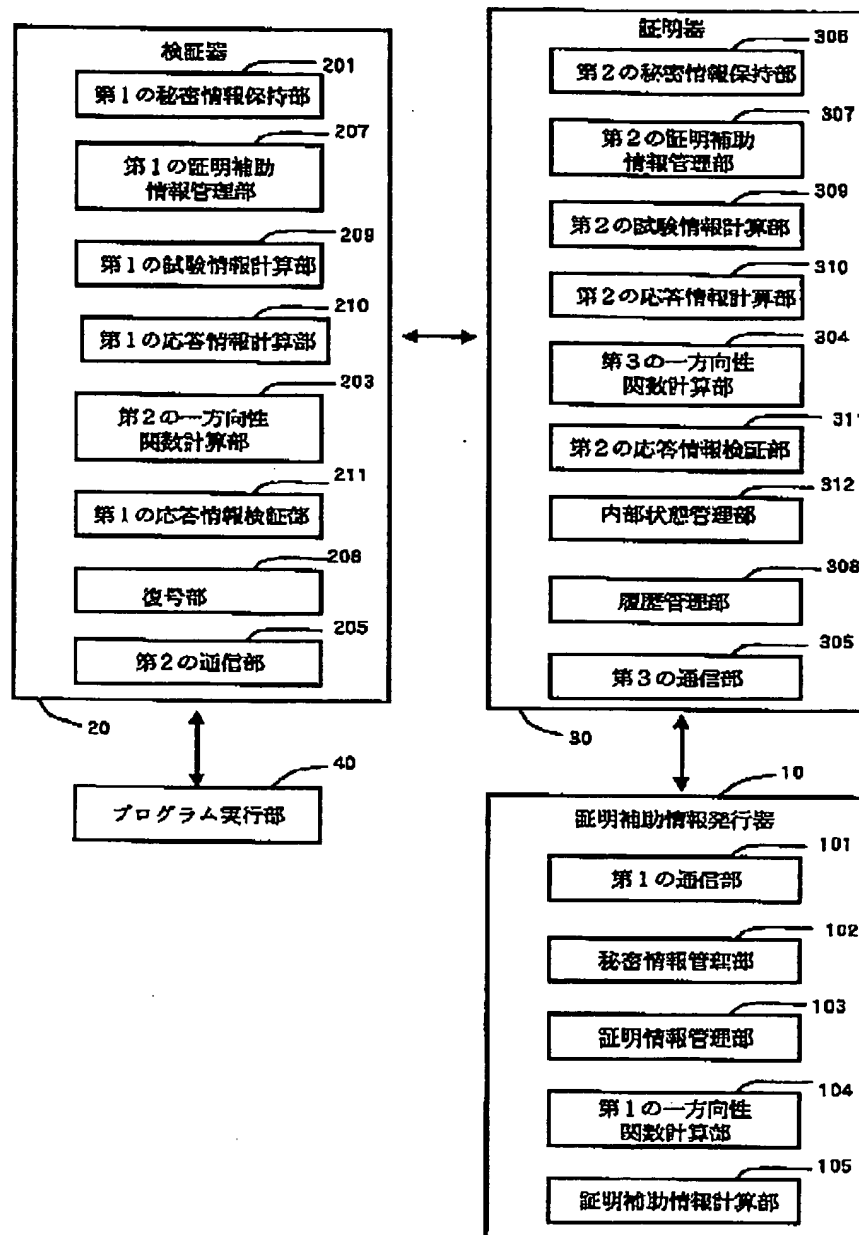 検証器
201
第1の秘密情報保持部
207
第1の証明補助
情報管理部
209
第1の試験情報計算部
210
第1の応答情報計算部
203
第2の一方向性
関数計算部
211
第1の応答情報検証部
208
復号部
205
第2の通信部
20
40
プログラム実行部
証明器
306
第2の秘密情報保持部
307
第2の証明補助
情報管理部
309
第2の試験情報計算部
310
第2の応答情報計算部
304
第3の一方向性
関数計算部
311
第2の応答情報検証部
312
内部状態管理部
308
履歴管理部
305
第3の通信部
30
10
証明補助情報発行器
101
第1の通信部
102
秘密情報管理部
103
証明情報管理部
104
第1の一方向性
関数計算部
105
証明補助情報計算部